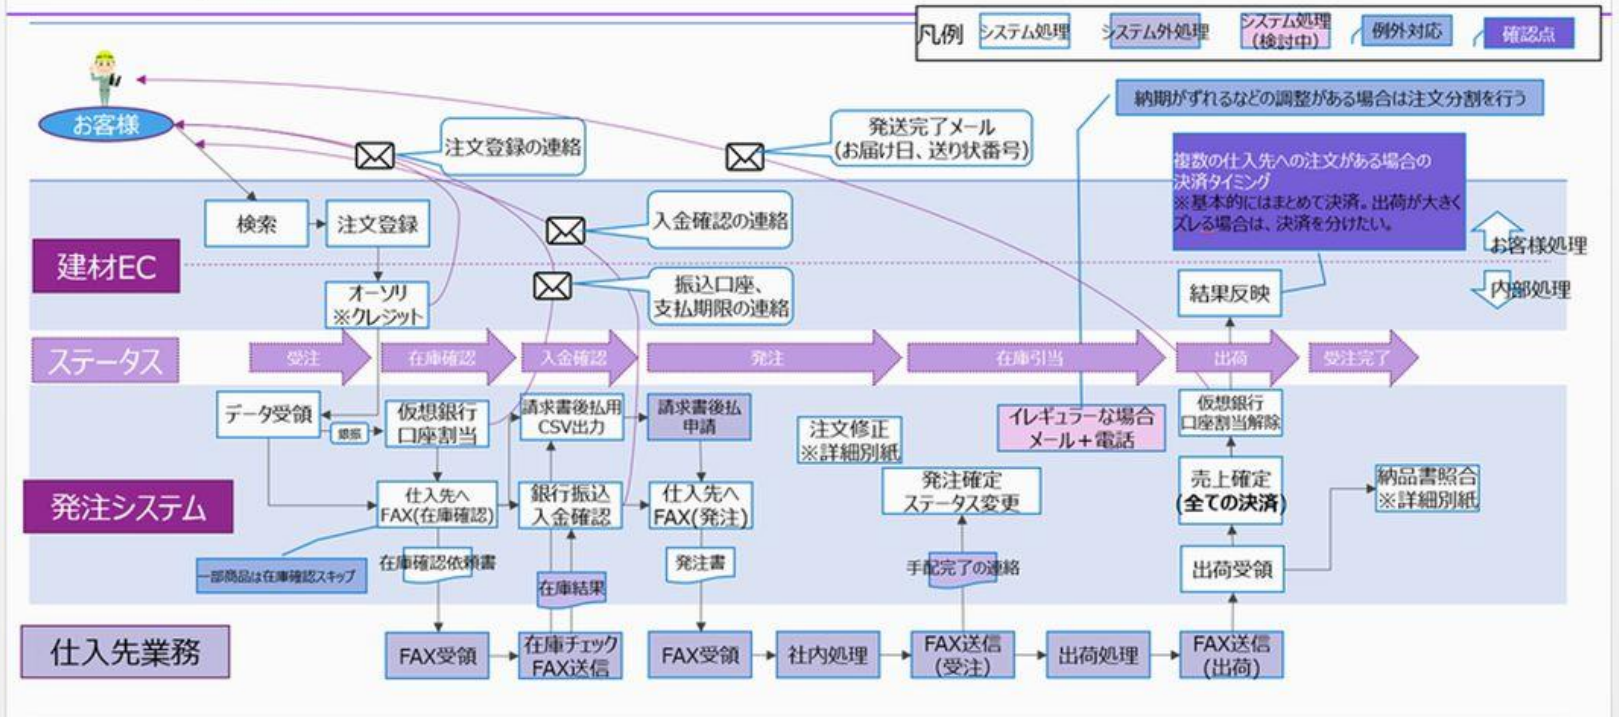 凡例
システム処理
システム外処理
システム処理
(検討中)
例外対応
確認点
お客様
注文登録の連絡
発送完了メール
(お届け日、送り状番号)
納期がずれるなどの調整がある場合は注文分割を行う
複数の仕入先への注文がある場合の
決済タイミング
※基本的にはまとめて決済。出荷が大きく
ズレる場合は、決済を分けたい。
建材EC
検索
注文登録
オーソリ
※クレジット
入金確認の連絡
振込口座、
支払期限の連絡
結果反映
お客様処理
内部処理
ステータス
受注
在庫確認
入金確認
発注
在庫引当
出荷
受注完了
発注システム
データ受領
銀振
仮想銀行
口座割当
請求書後払用
CSV出力
請求書後払
申請
注文修正
※詳細別紙
イレギュラーな場合
メール+電話
仮想銀行
口座割当解除
仕入先へ
FAX(在庫確認)
銀行振込
入金確認
仕入先へ
FAX(発注)
発注確定
ステータス変更
売上確定
(全ての決済)
納品書照合
※詳細別紙
一部商品は在庫確認スキップ
在庫確認依頼書
在庫結果
発注書
手配完了の連絡
出荷受領
仕入先業務
FAX受領
在庫チェック
FAX送信
FAX受領
社内処理
FAX送信
(受注)
出荷処理
FAX送信
(出荷)